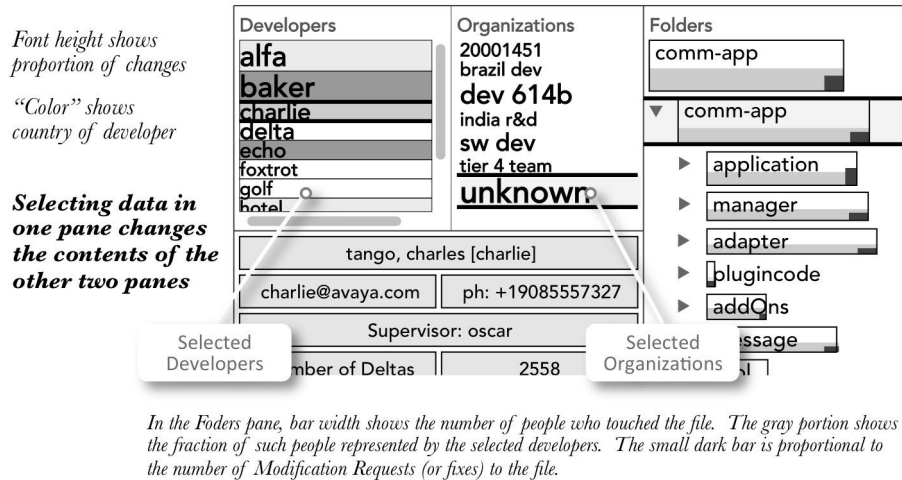 Font height shows
proportion of changes
“Color” shows
country of developer
Selecting data in
one pane changes
the contents of the
other two panes
Developers
alfa
baker
charlie
delta
echo
foxtrot
golf
hotel
Organizations
20001451
brazil dev
dev 614b
india r&d
sw dev
tier 4 team
unknown
Folders
comm-app
comm-app
application
manager
adapter
plugincode
addOns
essage
tango, charles [charlie]
charlie@avaya.com
ph: +19085557327
Supervisor: oscar
mber of Deltas
2558
Selected
Developers
Selected
Organizations
In the Foders pane, bar width shows the number of people who touched the file. The gray portion shows
the fraction of such people represented by the selected developers. The small dark bar is proportional to
the number of Modification Requests (or fixes) to the file.